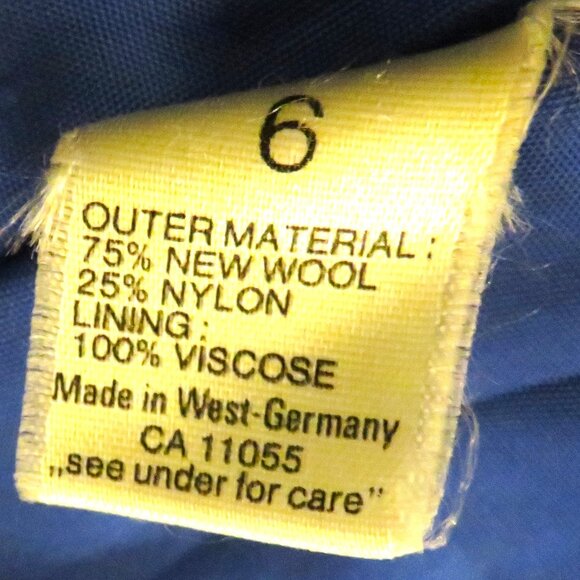 6
OUTER MATERIAL :
75% NEW WOOL
25% NYLON
LINING :
100% VISCOSE
Made in West-Germany
CA 11055
„see under for care”